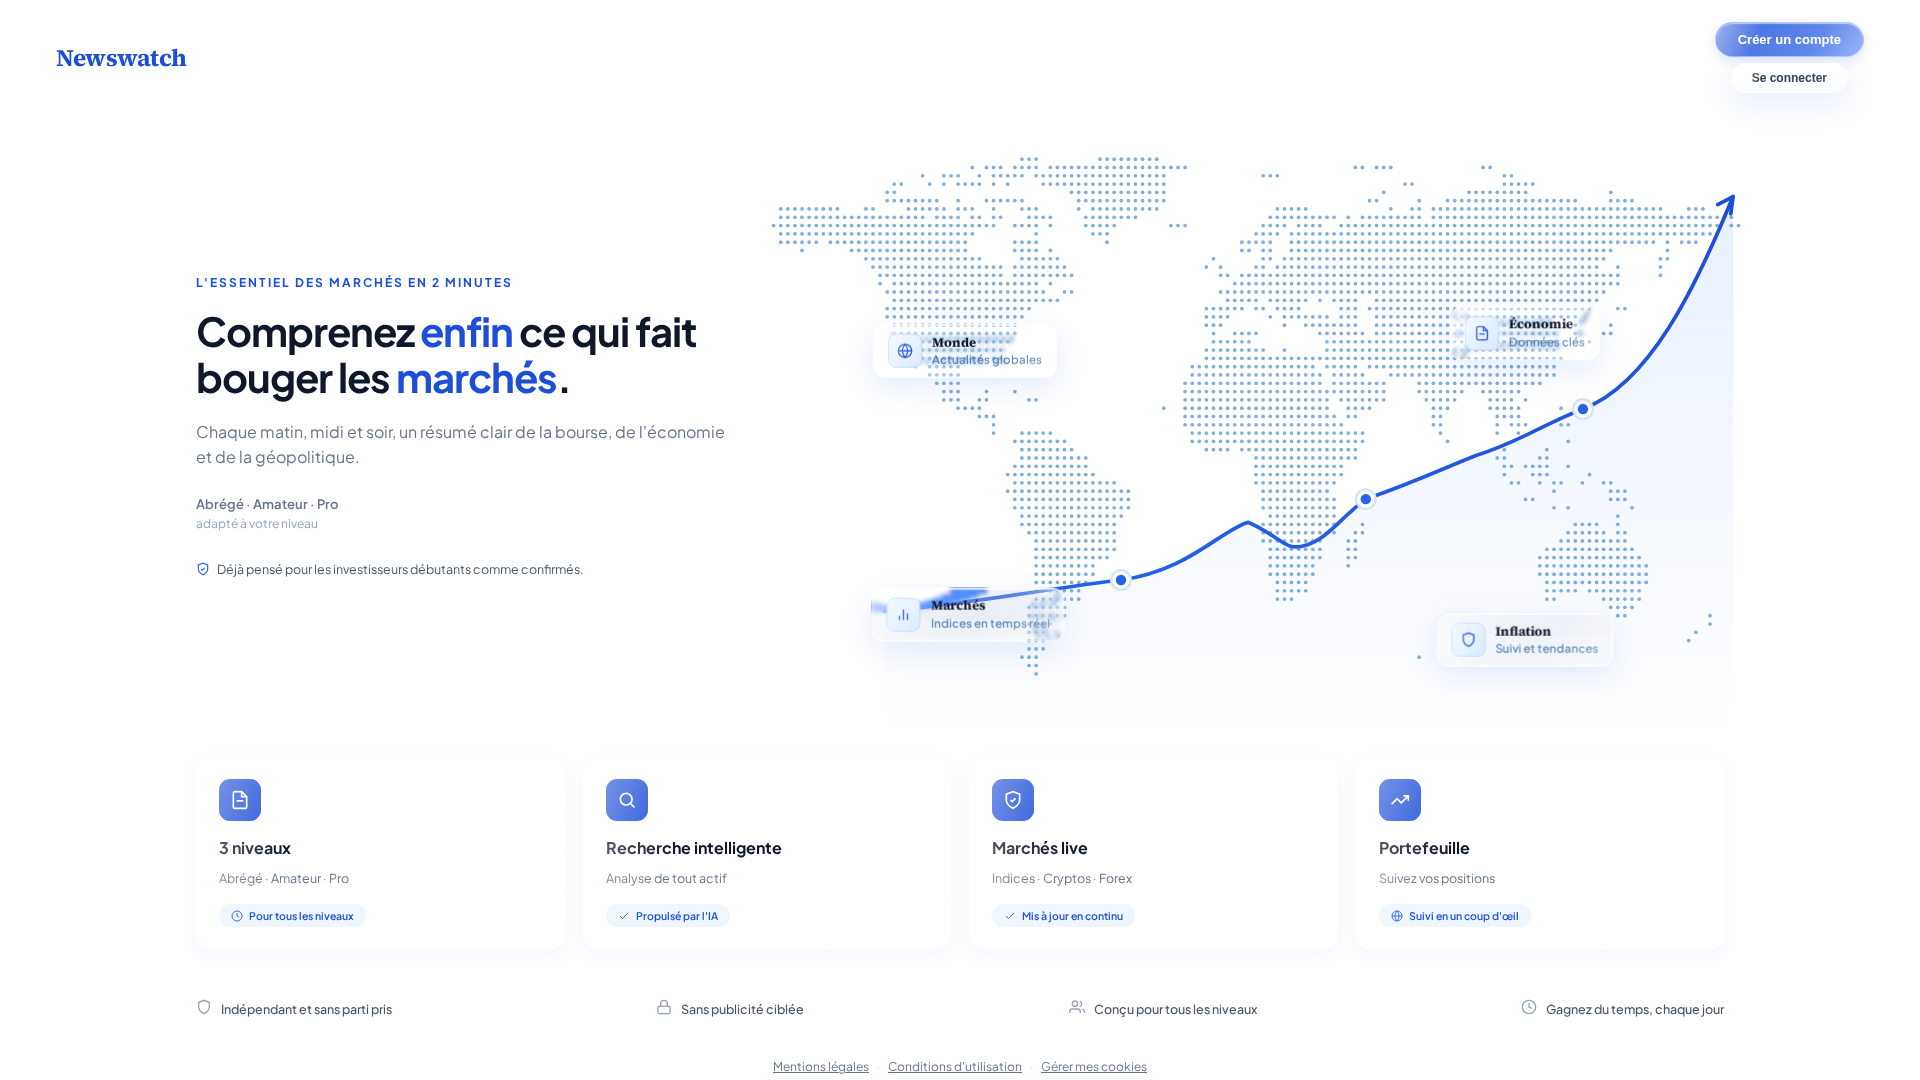 Newswatch
Créer un compte
Se connecter
L'ESSENTIEL DES MARCHÉS EN 2 MINUTES
Comprenez enfin ce qui fait
bouger les marchés.
Chaque matin, midi et soir, un résumé clair de la bourse, de l'économie
et de la géopolitique.
Abrégé · Amateur · Pro
adapté à votre niveau
Déjà pensé pour les investisseurs débutants comme confirmés.
Monde
Actualités globales
Économie
Données clés
Marchés
Indices en temps réel
Inflation
Suivi et tendances
3 niveaux
Abrégé · Amateur · Pro
Pour tous les niveaux
Recherche intelligente
Analyse de tout actif
Propulsé par l'IA
Marchés live
Indices · Cryptos · Forex
Mis à jour en continu
Portefeuille
Suivez vos positions
Suivi en un coup d'œil
Indépendant et sans parti pris
Sans publicité ciblée
Conçu pour tous les niveaux
Gagnez du temps, chaque jour
Mentions légales · Conditions d'utilisation · Gérer mes cookies